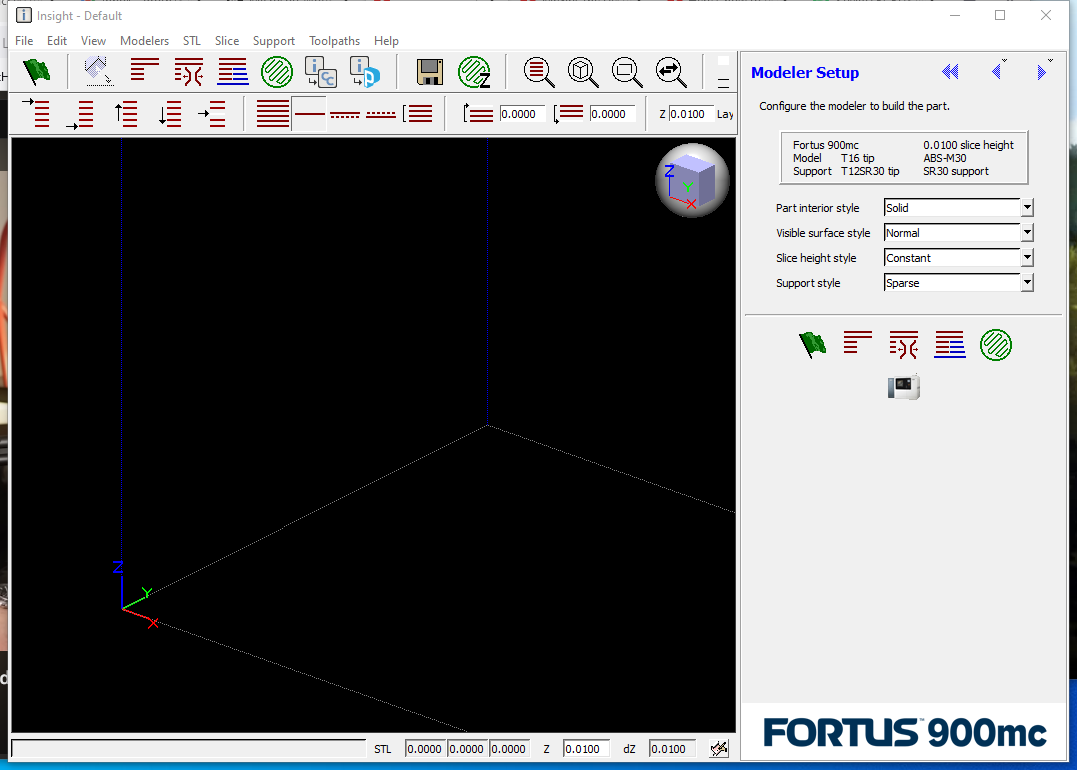 Insight - Default
File Edit View Modelers STL Slice Support Toolpaths Help
i CC i p Z
0.0000 0.0000 Z 0.0100 Lay
Z Y X
Z Y X
STL 0.0000 0.0000 0.0000 Z 0.0100 dZ 0.0100
Modeler Setup
Configure the modeler to build the part.
Fortus 900mc 0.0100 slice height
Model T16 tip ABS-M30
Support T12SR30 tip SR30 support
Part interior style Solid
Visible surface style Normal
Slice height style Constant
Support style Sparse
FORTUS™ 900mc